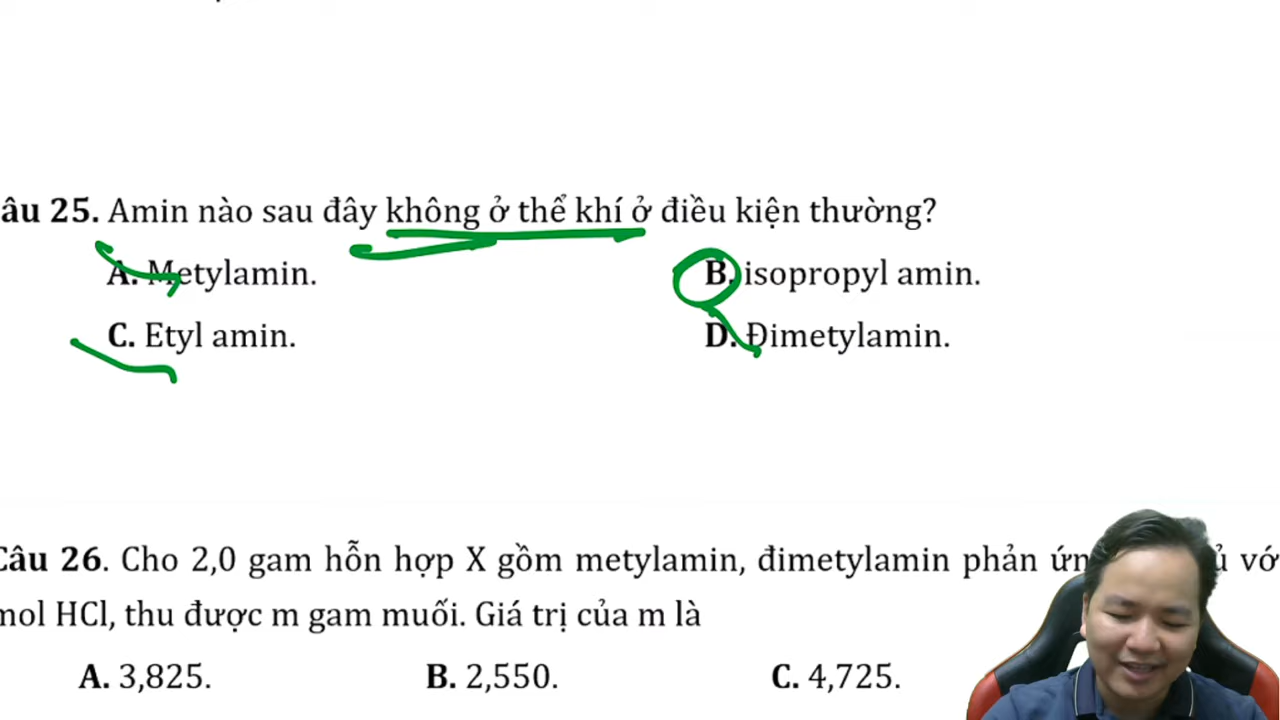 âu 25. Amin nào sau đây không ở thể khí ở điều kiện thường?
A. Metylamin. B. isopropyl amin.
C. Etyl amin. D. Đimetylamin.
Câu 26. Cho 2,0 gam hỗn hợp X gồm metylamin, đimetylamin phản ứn ủ vớ
mol HCl, thu được m gam muối. Giá trị của m là
A. 3,825. B. 2,550. C. 4,725.